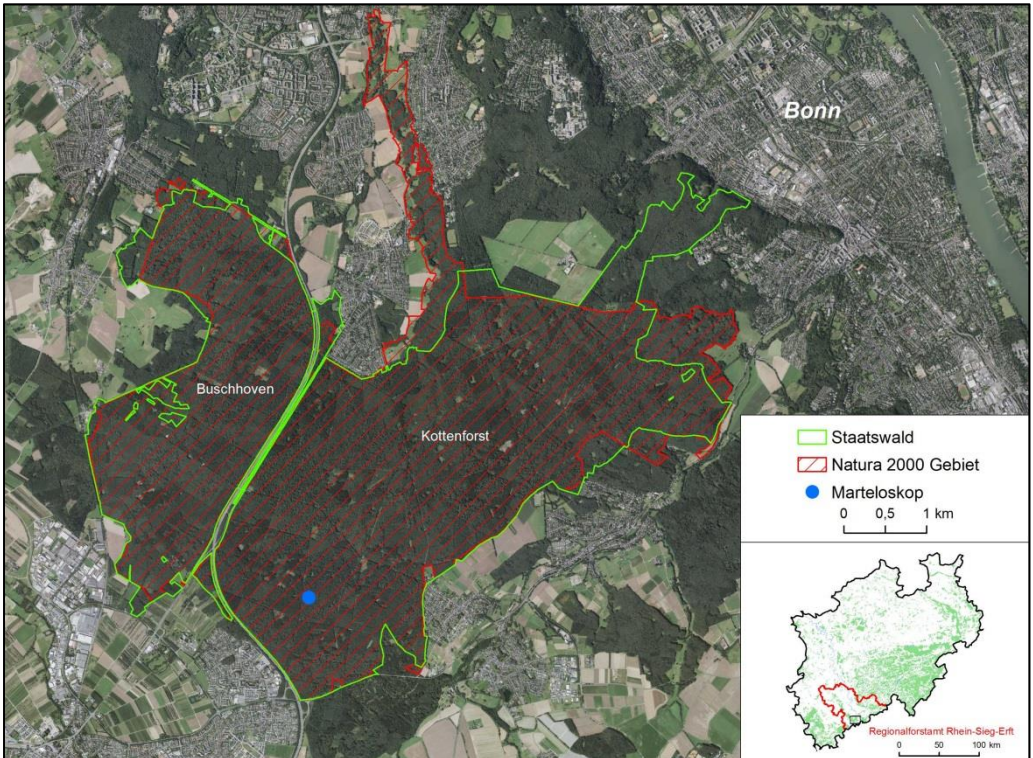 Bonn
Buschhoven
Kottenforst
Staatswald
Natura 2000 Gebiet
Marteloskop
0 0,5 1 km
Regionalforstamt Rhein-Sieg-Erft
0 50 100 km